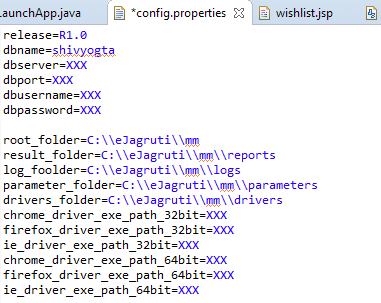 LaunchApp.java *config.properties wishlist.jsp
release=R1.0
dbname=shivyogta
dbserver=XXX
dbport=XXX
dbusername=XXX
dbpassword=XXX
root_folder=C:\\eJagruti\\mm
result_folder=C:\\eJagruti\\mm\\reports
log_foolder=C:\\eJagruti\\mm\\logs
parameter_folder=C:\\eJagruti\\mm\\parameters
drivers_folder=C:\\eJagruti\\mm\\drivers
chrome_driver_exe_path_32bit=XXX
firefox_driver_exe_path_32bit=XXX
ie_driver_exe_path_32bit=XXX
chrome_driver_exe_path_64bit=XXX
firefox_driver_exe_path_64bit=XXX
ie_driver_exe_path_64bit=XXX